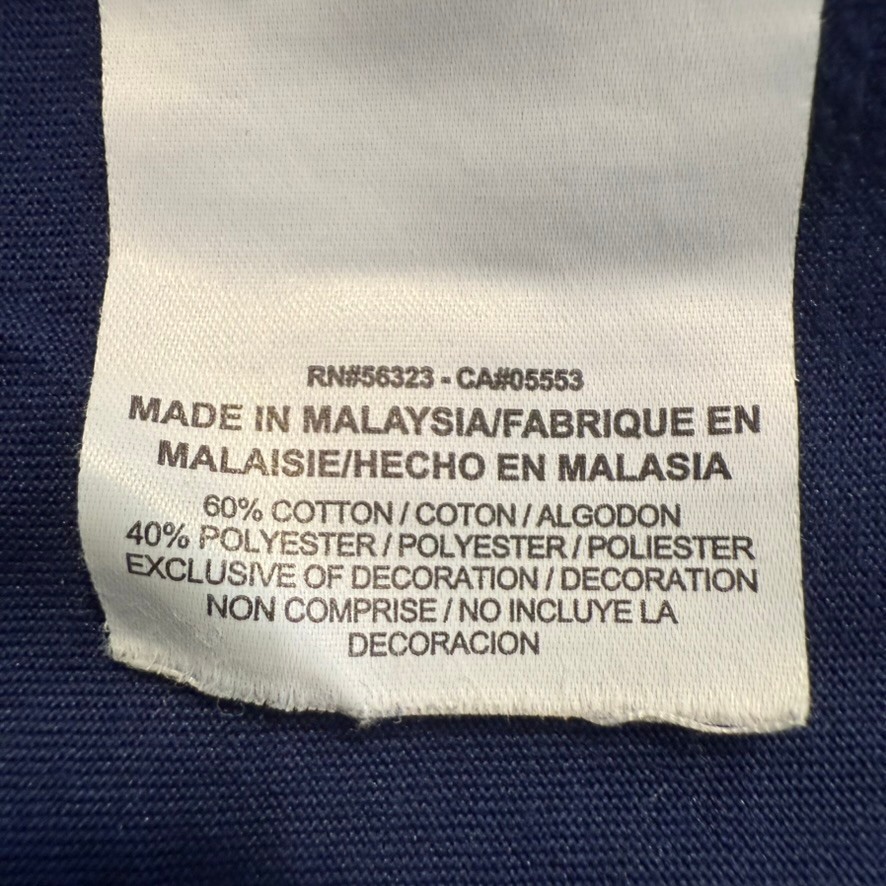 RN#56323 - CA#05553
MADE IN MALAYSIA/FABRIQUE EN
MALAISIE/HECHO EN MALASIA
60% COTTON / COTON / ALGODON
40% POLYESTER / POLYESTER / POLIESTER
EXCLUSIVE OF DECORATION / DECORATION
NON COMPRISE / NO INCLUYE LA
DECORACION